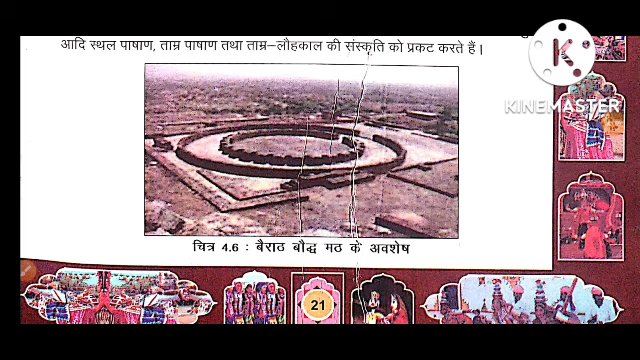 आदि स्थल पाषाण, ताम्र पाषाण तथा ताम्र–लौहकाल की संस्कृति को प्रकट करते हैं।
KINEMASTER
चित्र 4.6 : बैराठ बौद्ध मठ के अवशेष
21